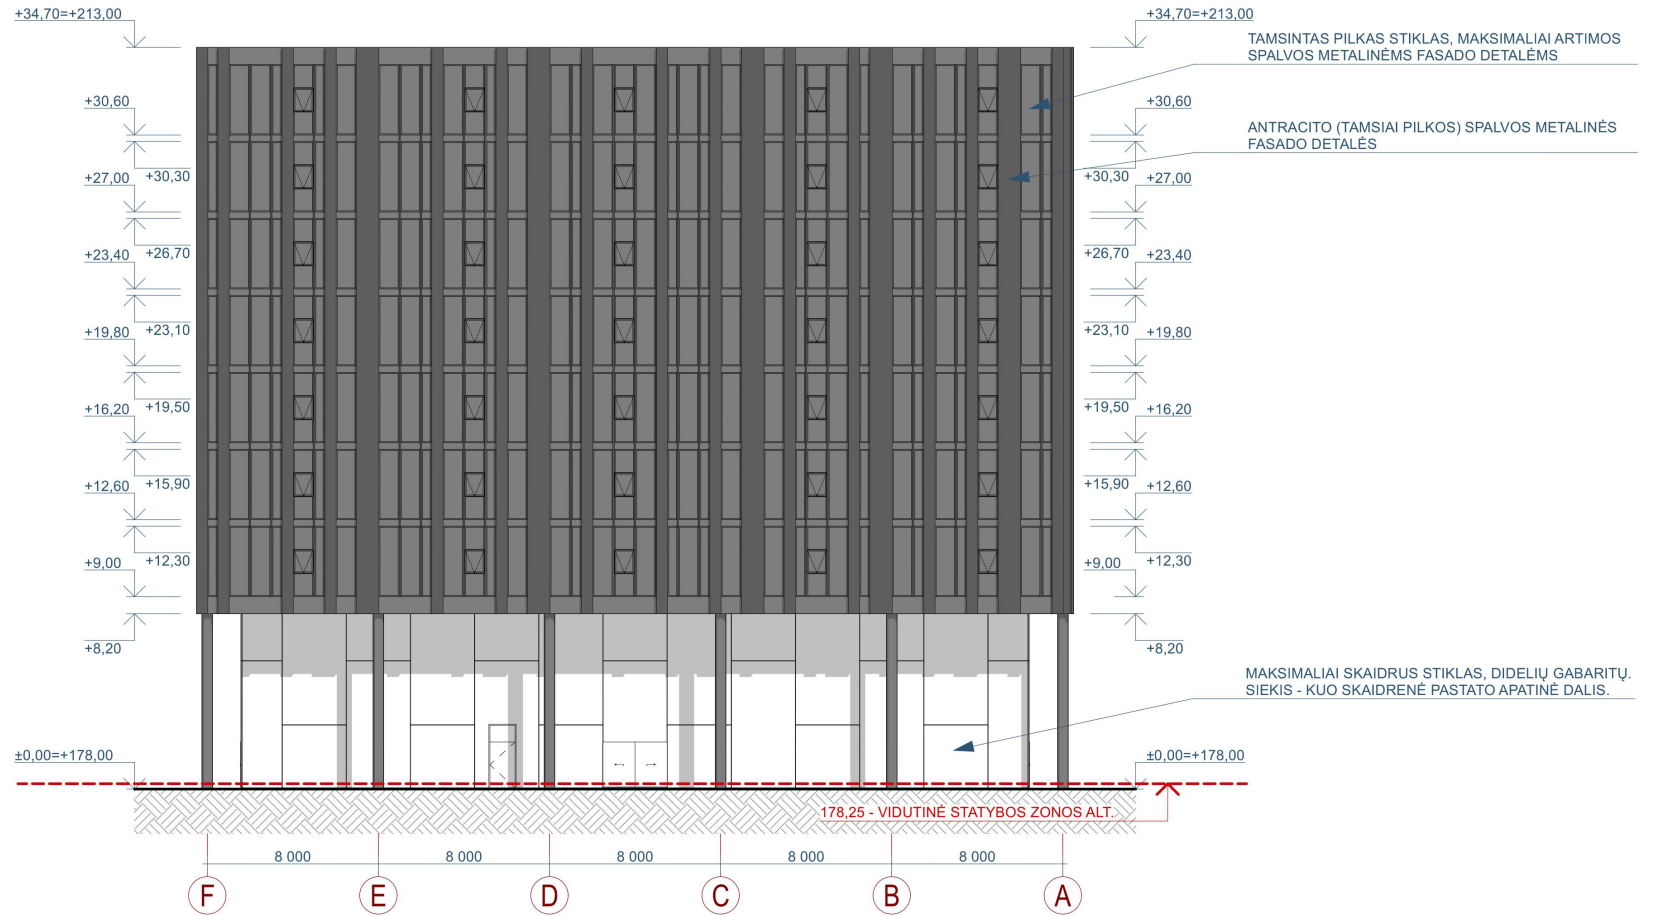 +34,70=+213,00
+34,70=+213,00
TAMSINTAS PILKAS STIKLAS, MAKSIMALIAI ARTIMOS
SPALVOS METALINĖMS FASADO DETALĖMS
+30,60
+30,60
ANTRACITO (TAMSIAI PILKOS) SPALVOS METALINĖS
FASADO DETALĖS
+27,00
+30,30
+30,30
+27,00
+23,40
+26,70
+26,70
+23,40
+19,80
+23,10
+23,10
+19,80
+16,20
+19,50
+19,50
+16,20
+12,60
+15,90
+15,90
+12,60
+9,00
+12,30
+9,00
+12,30
+8,20
+8,20
MAKSIMALIAI SKAIDRUS STIKLAS, DIDELIŲ GABARITŲ.
SIEKIS - KUO SKAIDRENĖ PASTATO APATINĖ DALIS.
±0,00=+178,00
±0,00=+178,00
178,25 - VIDUTINĖ STATYBOS ZONOS ALT.
8 000
8 000
8 000
8 000
8 000
F
E
D
C
B
A